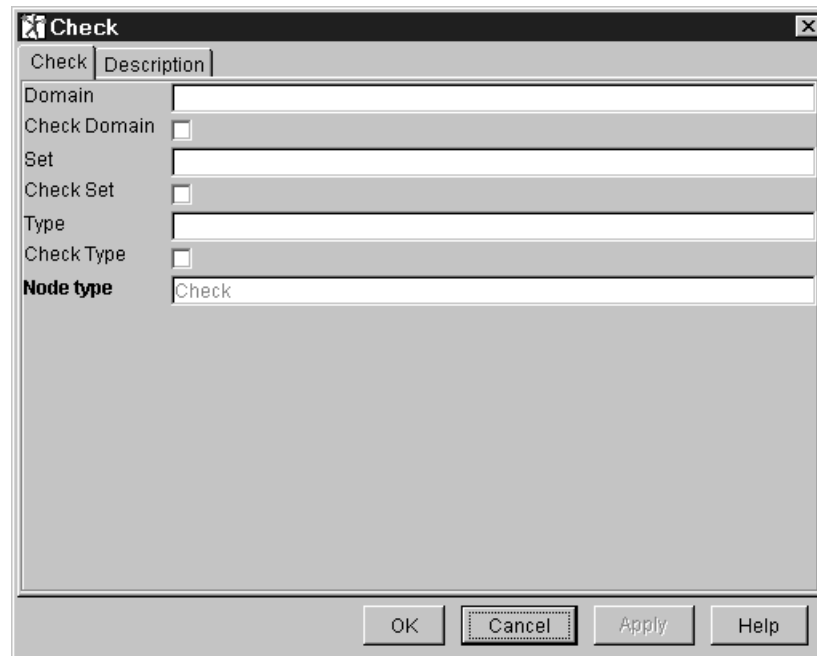 Check
Check Description
Domain
Check Domain
Set
Check Set
Type
Check Type
Node type Check
OK Cancel Apply Help